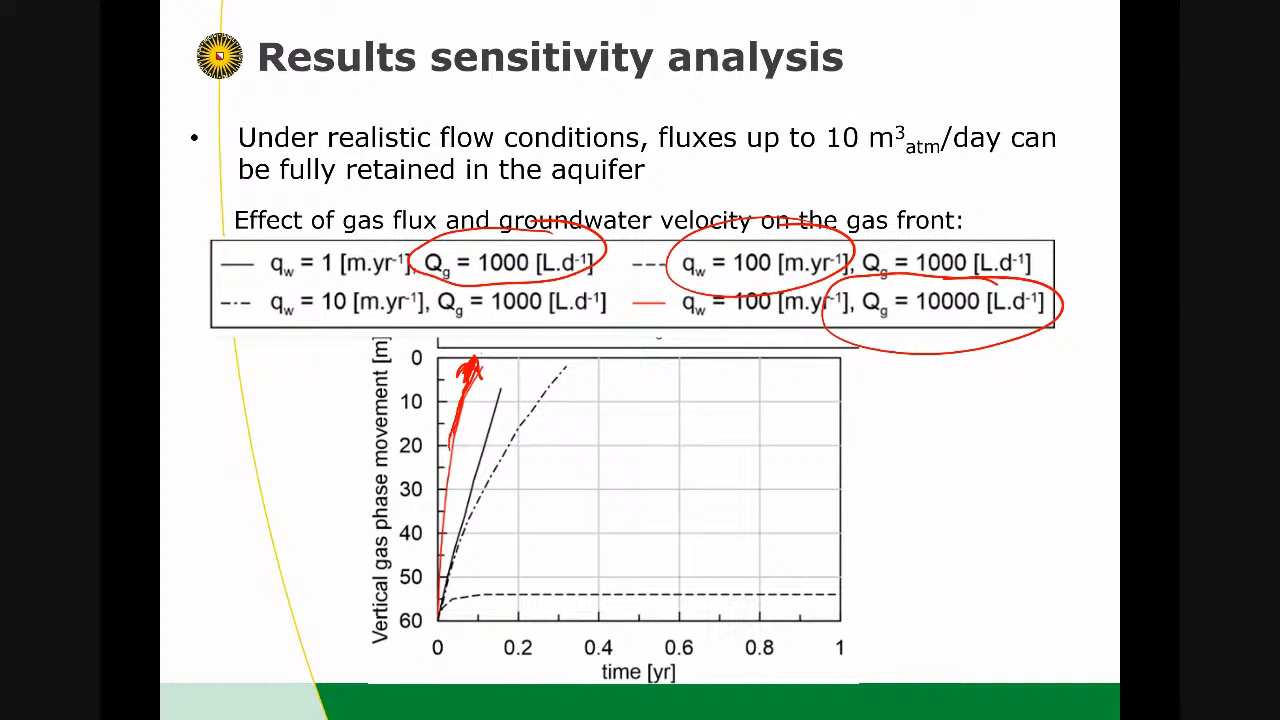 Results sensitivity analysis
• Under realistic flow conditions, fluxes up to 10 m³atm/day can
be fully retained in the aquifer
Effect of gas flux and groundwater velocity on the gas front:
qw = 1 [m.yr⁻¹], Qg = 1000 [L.d⁻¹] qw = 100 [m.yr⁻¹], Qg = 1000 [L.d⁻¹]
qw = 10 [m.yr⁻¹], Qg = 1000 [L.d⁻¹] qw = 100 [m.yr⁻¹], Qg = 10000 [L.d⁻¹]
Vertical gas phase movement [m]
0
10
20
30
40
50
60
0 0.2 0.4 0.6 0.8 1
time [yr]